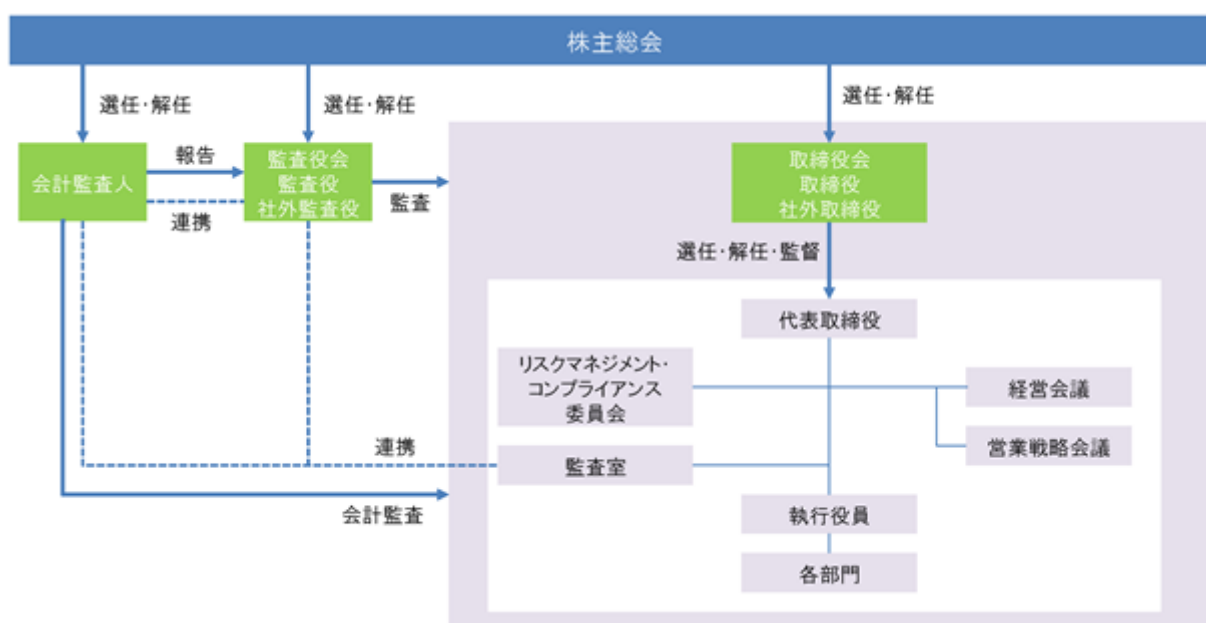 株主総会
選任・解任
選任・解任
選任・解任
会計監査人
報告
連携
監査役会
監査役
社外監査役
監査
取締役会
取締役
社外取締役
選任・解任・監督
代表取締役
リスクマネジメント・
コンプライアンス
委員会
経営会議
営業戦略会議
連携
監査室
会計監査
執行役員
各部門